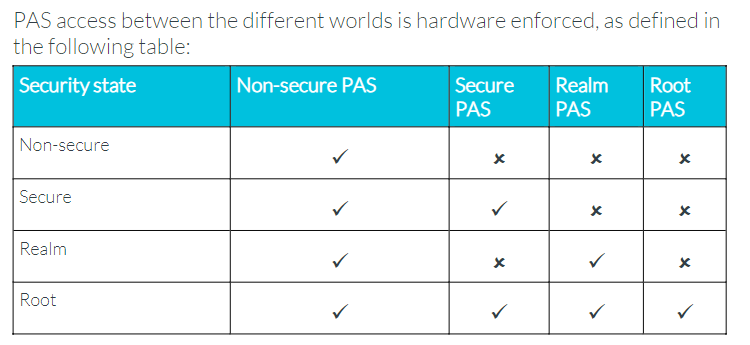 PAS access between the different worlds is hardware enforced, as defined in
the following table:
Security state Non-secure PAS Secure PAS Realm PAS Root PAS
Non-secure ✓ ✗ ✗ ✗
Secure ✓ ✓ ✗ ✗
Realm ✓ ✗ ✓ ✗
Root ✓ ✓ ✓ ✓